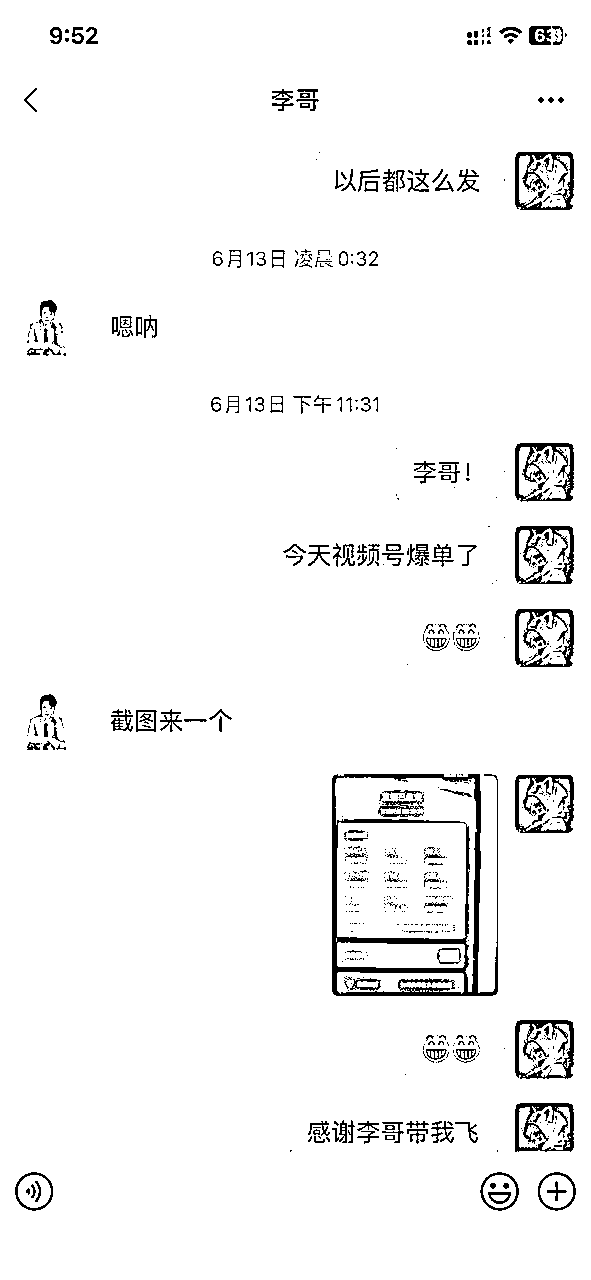 9:52
63
李哥
以后都这么发
6月13日 凌晨 0:32
嗯呐
6月13日 下午 11:31
李哥！
今天视频号爆单了
截图来一个
感谢李哥带我飞